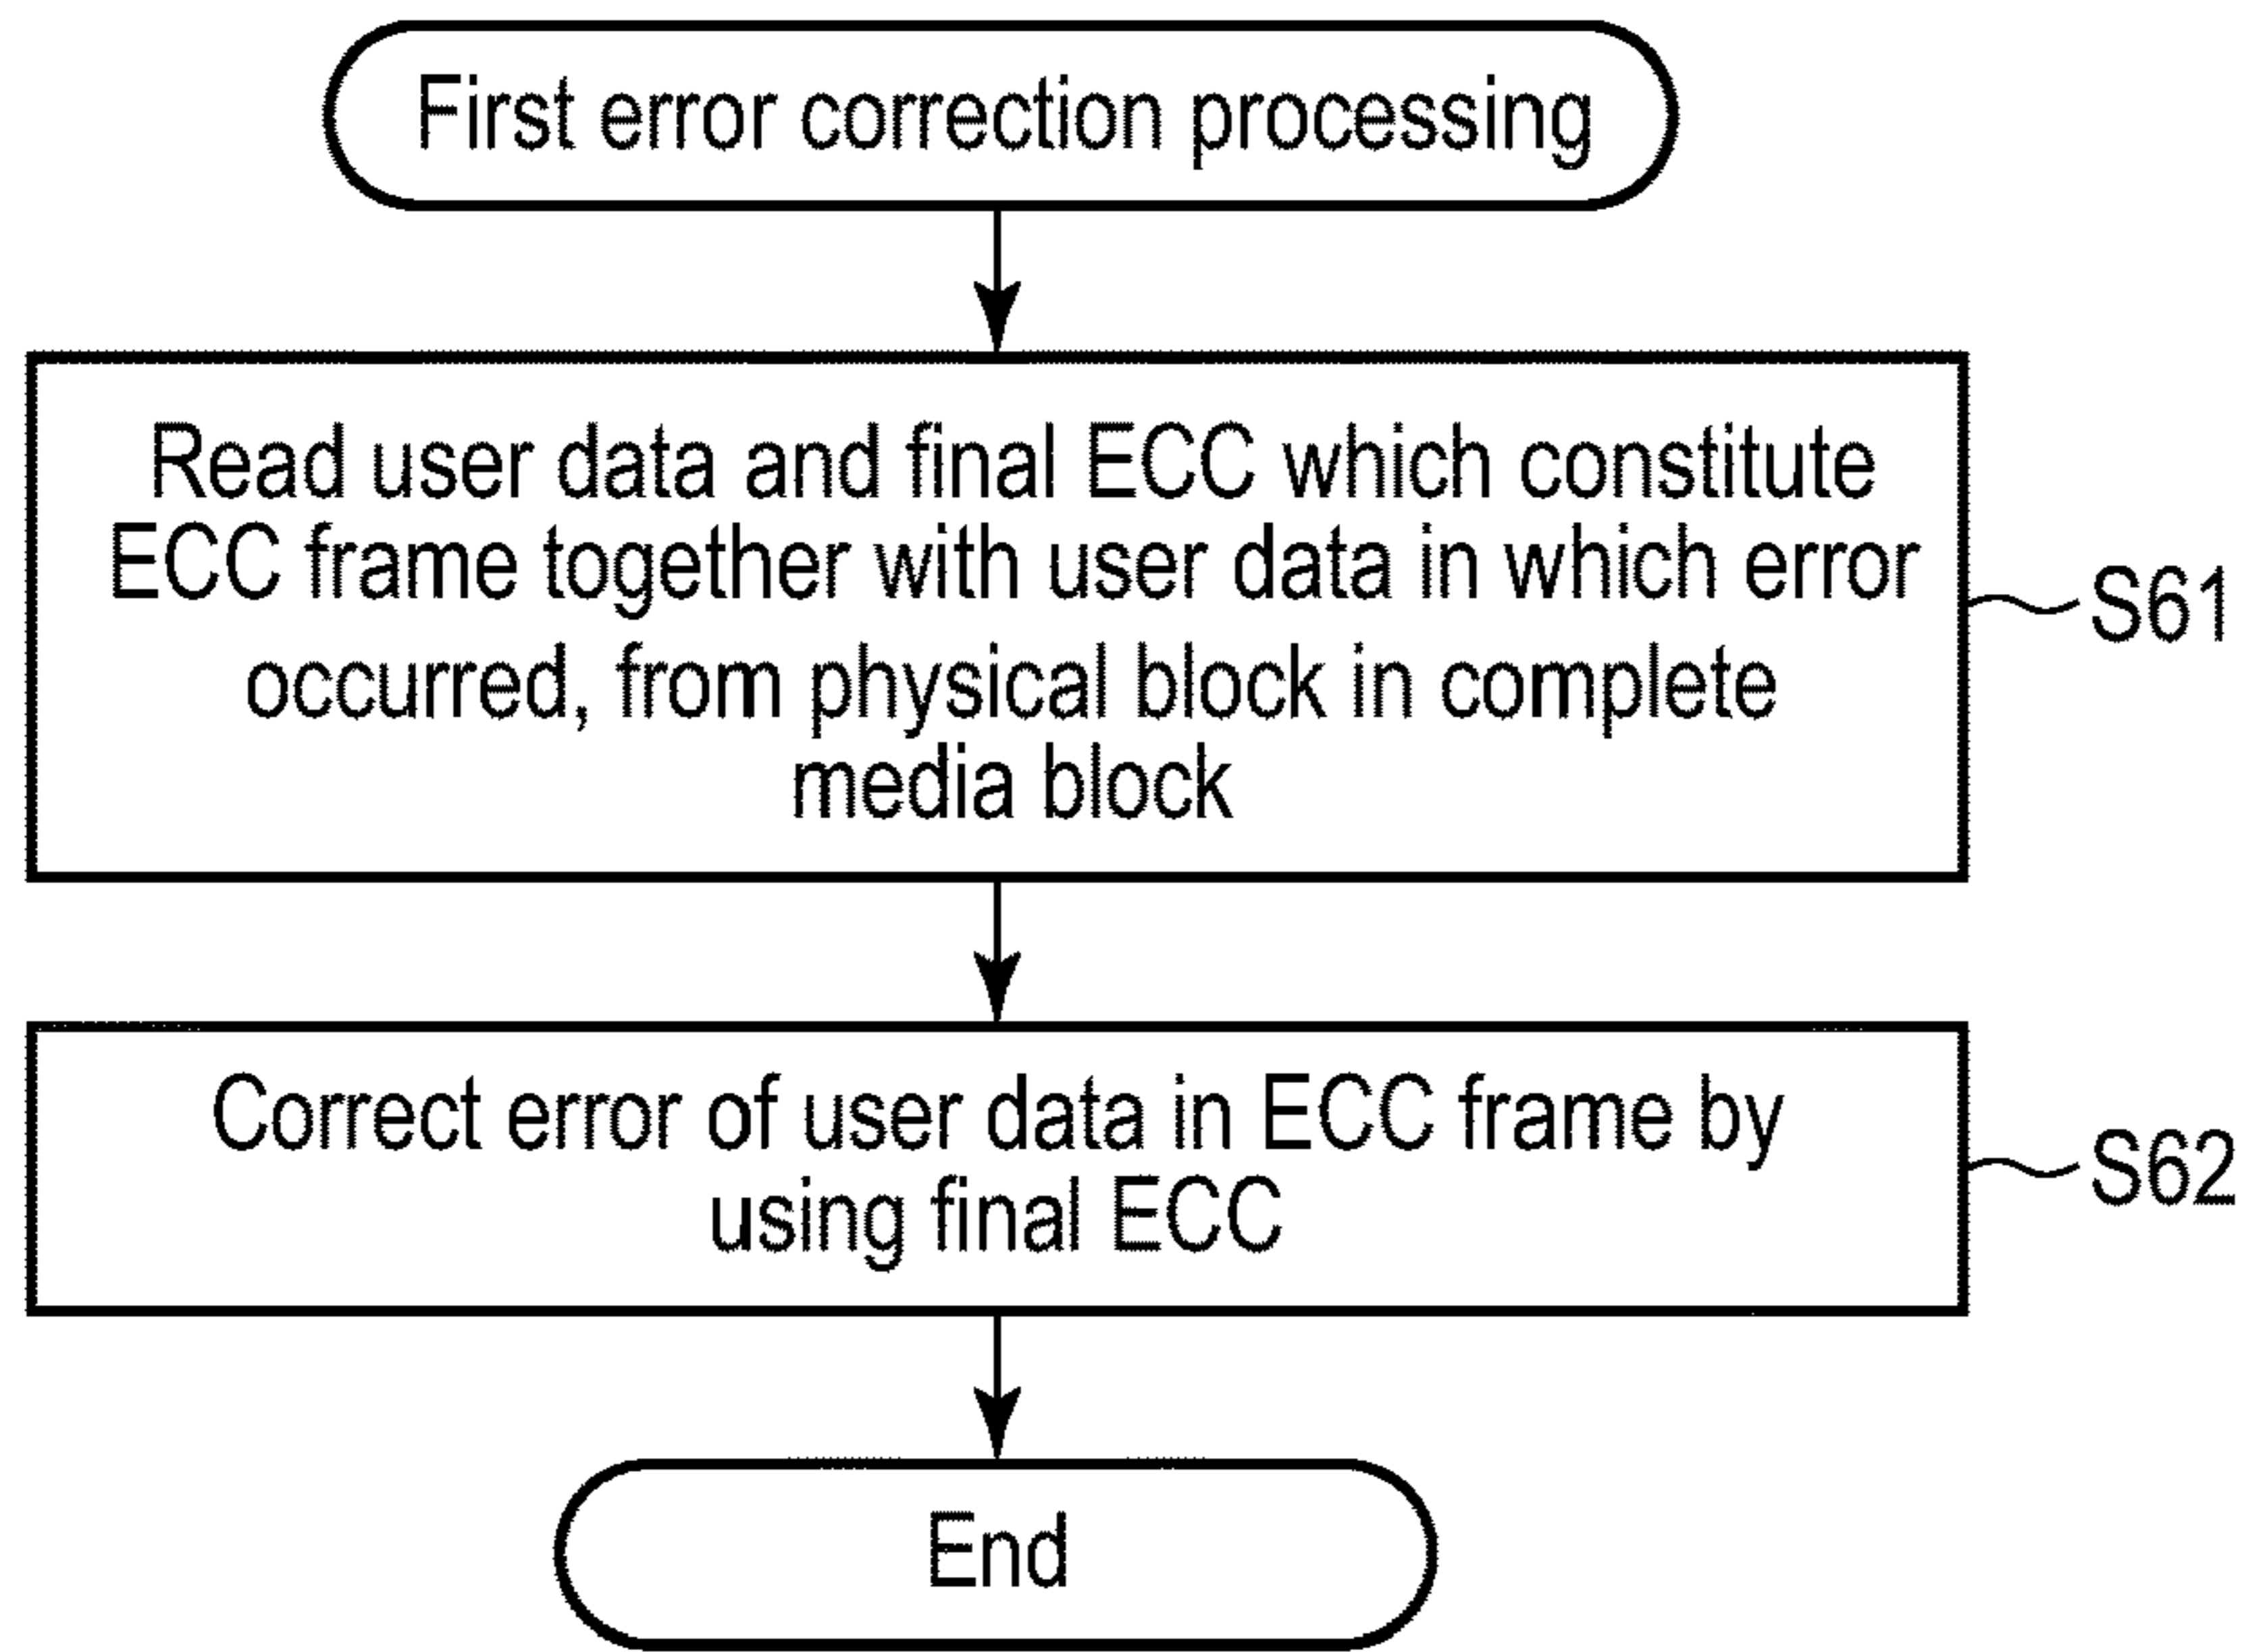 First error correction processing
Read user data and final ECC which constitute
ECC frame together with user data in which error
occurred, from physical block in complete
media block
S61
Correct error of user data in ECC frame by
using final ECC
S62
End